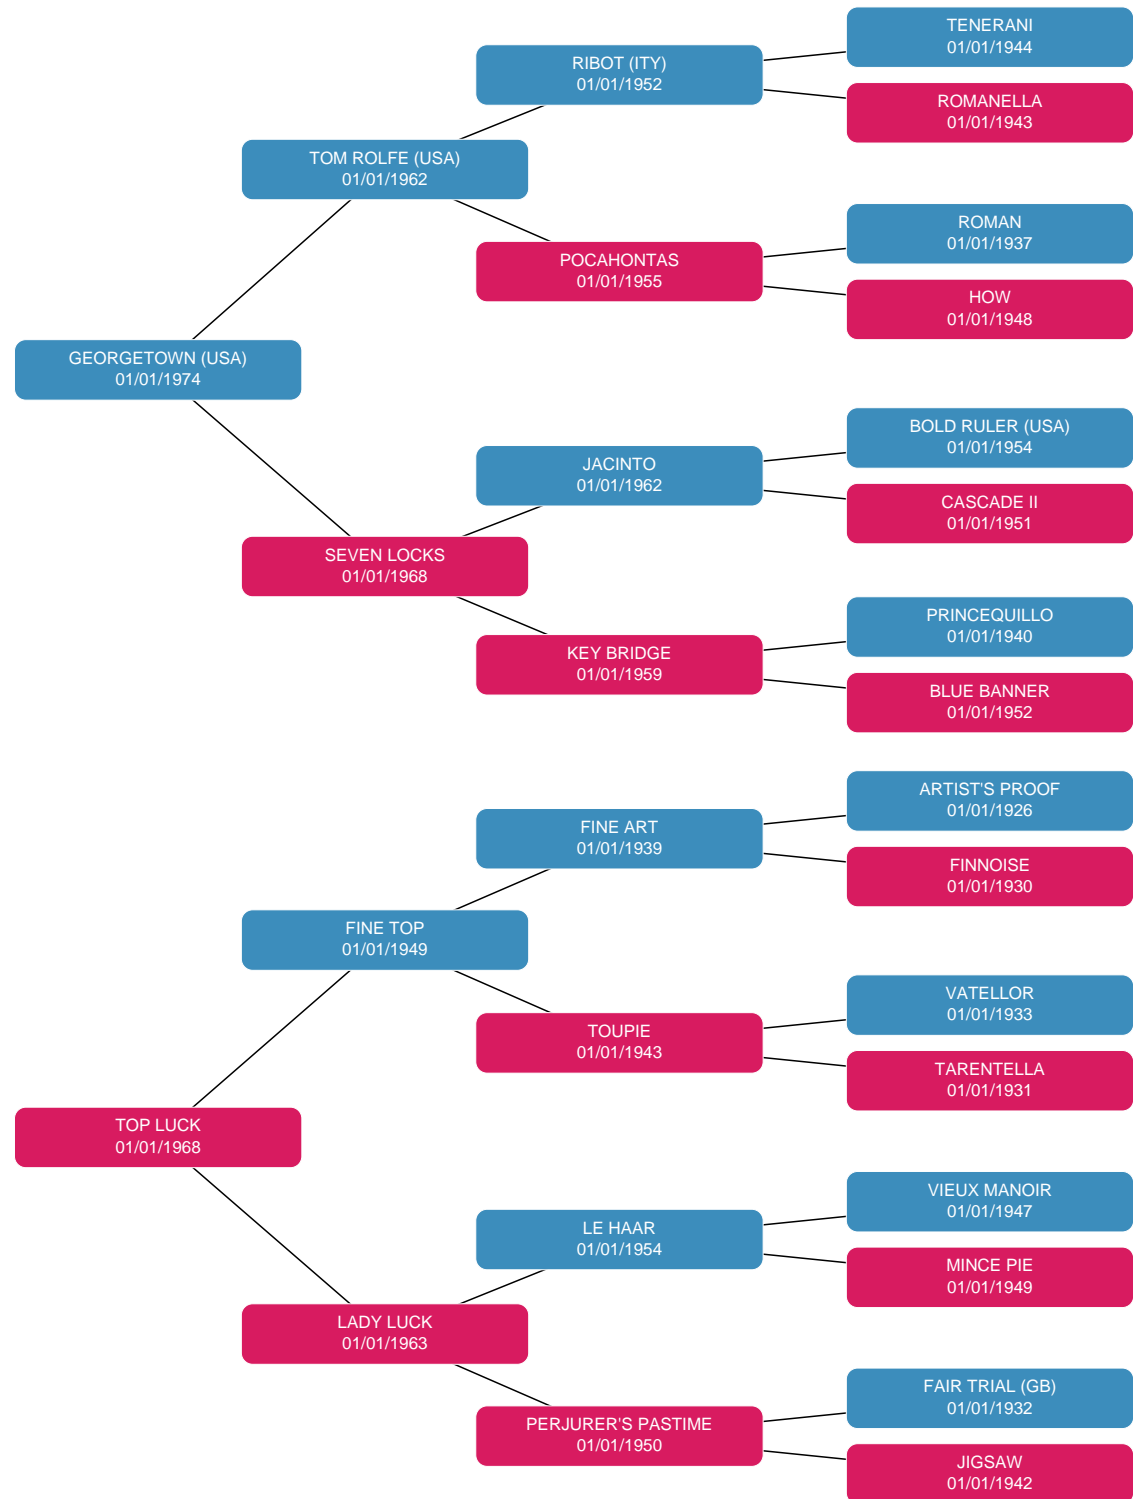 TENERANI
01/01/1944
RIBOT (ITY)
01/01/1952
ROMANELLA
01/01/1943
TOM ROLFE (USA)
01/01/1962
ROMAN
01/01/1937
POCAHONTAS
01/01/1955
HOW
01/01/1948
GEORGETOWN (USA)
01/01/1974
BOLD RULER (USA)
01/01/1954
JACINTO
01/01/1962
CASCADE II
01/01/1951
SEVEN LOCKS
01/01/1968
PRINCEQUILLO
01/01/1940
KEY BRIDGE
01/01/1959
BLUE BANNER
01/01/1952
ARTIST'S PROOF
01/01/1926
FINE ART
01/01/1939
FINNOISE
01/01/1930
FINE TOP
01/01/1949
VATELLOR
01/01/1933
TOUPIE
01/01/1943
TARENTELLA
01/01/1931
TOP LUCK
01/01/1968
VIEUX MANOIR
01/01/1947
LE HAAR
01/01/1954
MINCE PIE
01/01/1949
LADY LUCK
01/01/1963
FAIR TRIAL (GB)
01/01/1932
PERJURER'S PASTIME
01/01/1950
JIGSAW
01/01/1942